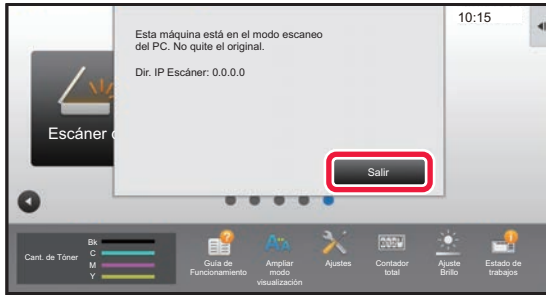 10:15
Esta máquina está en el modo escaneo
del PC. No quite el original.
Dir. IP Escáner: 0.0.0.0
Escáner
Salir
Cant. de Tóner
Bk
C
M
Y
Guía de
Funcionamiento
Ampliar
modo
visualización
Ajustes
Contador
total
Ajuste
Brillo
Estado de
trabajos